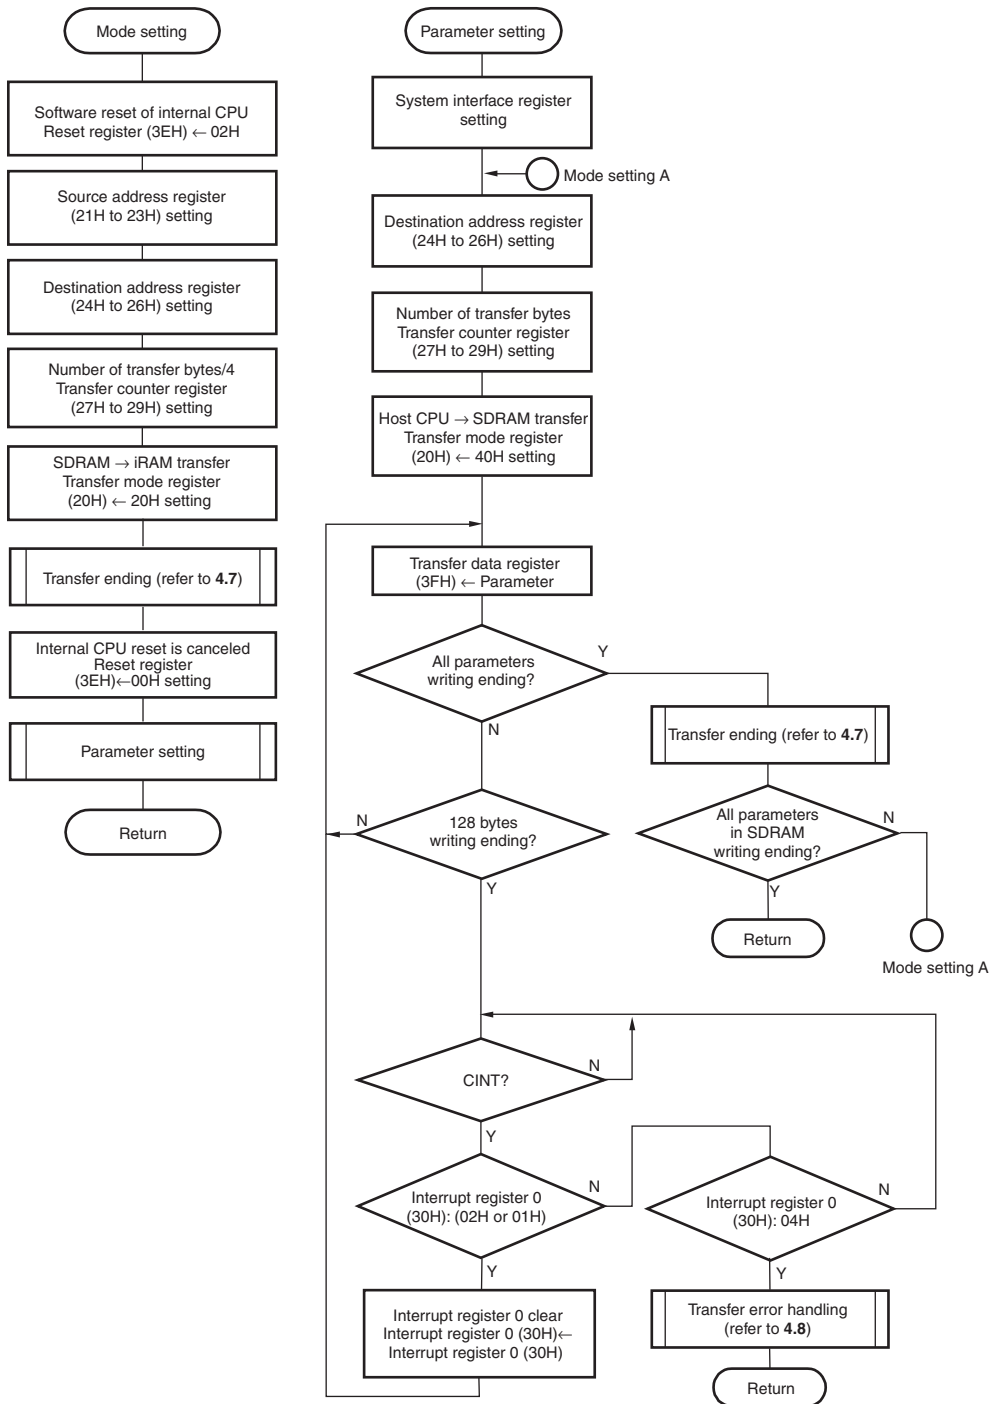 Mode setting
Software reset of internal CPU
Reset register (3EH) ← 02H
Source address register
(21H to 23H) setting
Destination address register
(24H to 26H) setting
Number of transfer bytes/4
Transfer counter register
(27H to 29H) setting
SDRAM → iRAM transfer
Transfer mode register
(20H) ← 20H setting
Transfer ending (refer to 4.7)
Internal CPU reset is canceled
Reset register
(3EH)←00H setting
Parameter setting
Return
Parameter setting
System interface register
setting
Mode setting A
Destination address register
(24H to 26H) setting
Number of transfer bytes
Transfer counter register
(27H to 29H) setting
Host CPU → SDRAM transfer
Transfer mode register
(20H) ← 40H setting
Transfer data register
(3FH) ← Parameter
All parameters
writing ending?
Y
N
Transfer ending (refer to 4.7)
128 bytes
writing ending?
N
Y
All parameters
in SDRAM
writing ending?
N
Y
Return
Mode setting A
CINT?
N
Y
Interrupt register 0
(30H): (02H or 01H)
N
Y
Interrupt register 0
(30H): 04H
N
Y
Interrupt register 0 clear
Interrupt register 0 (30H)←
Interrupt register 0 (30H)
Transfer error handling
(refer to 4.8)
Return